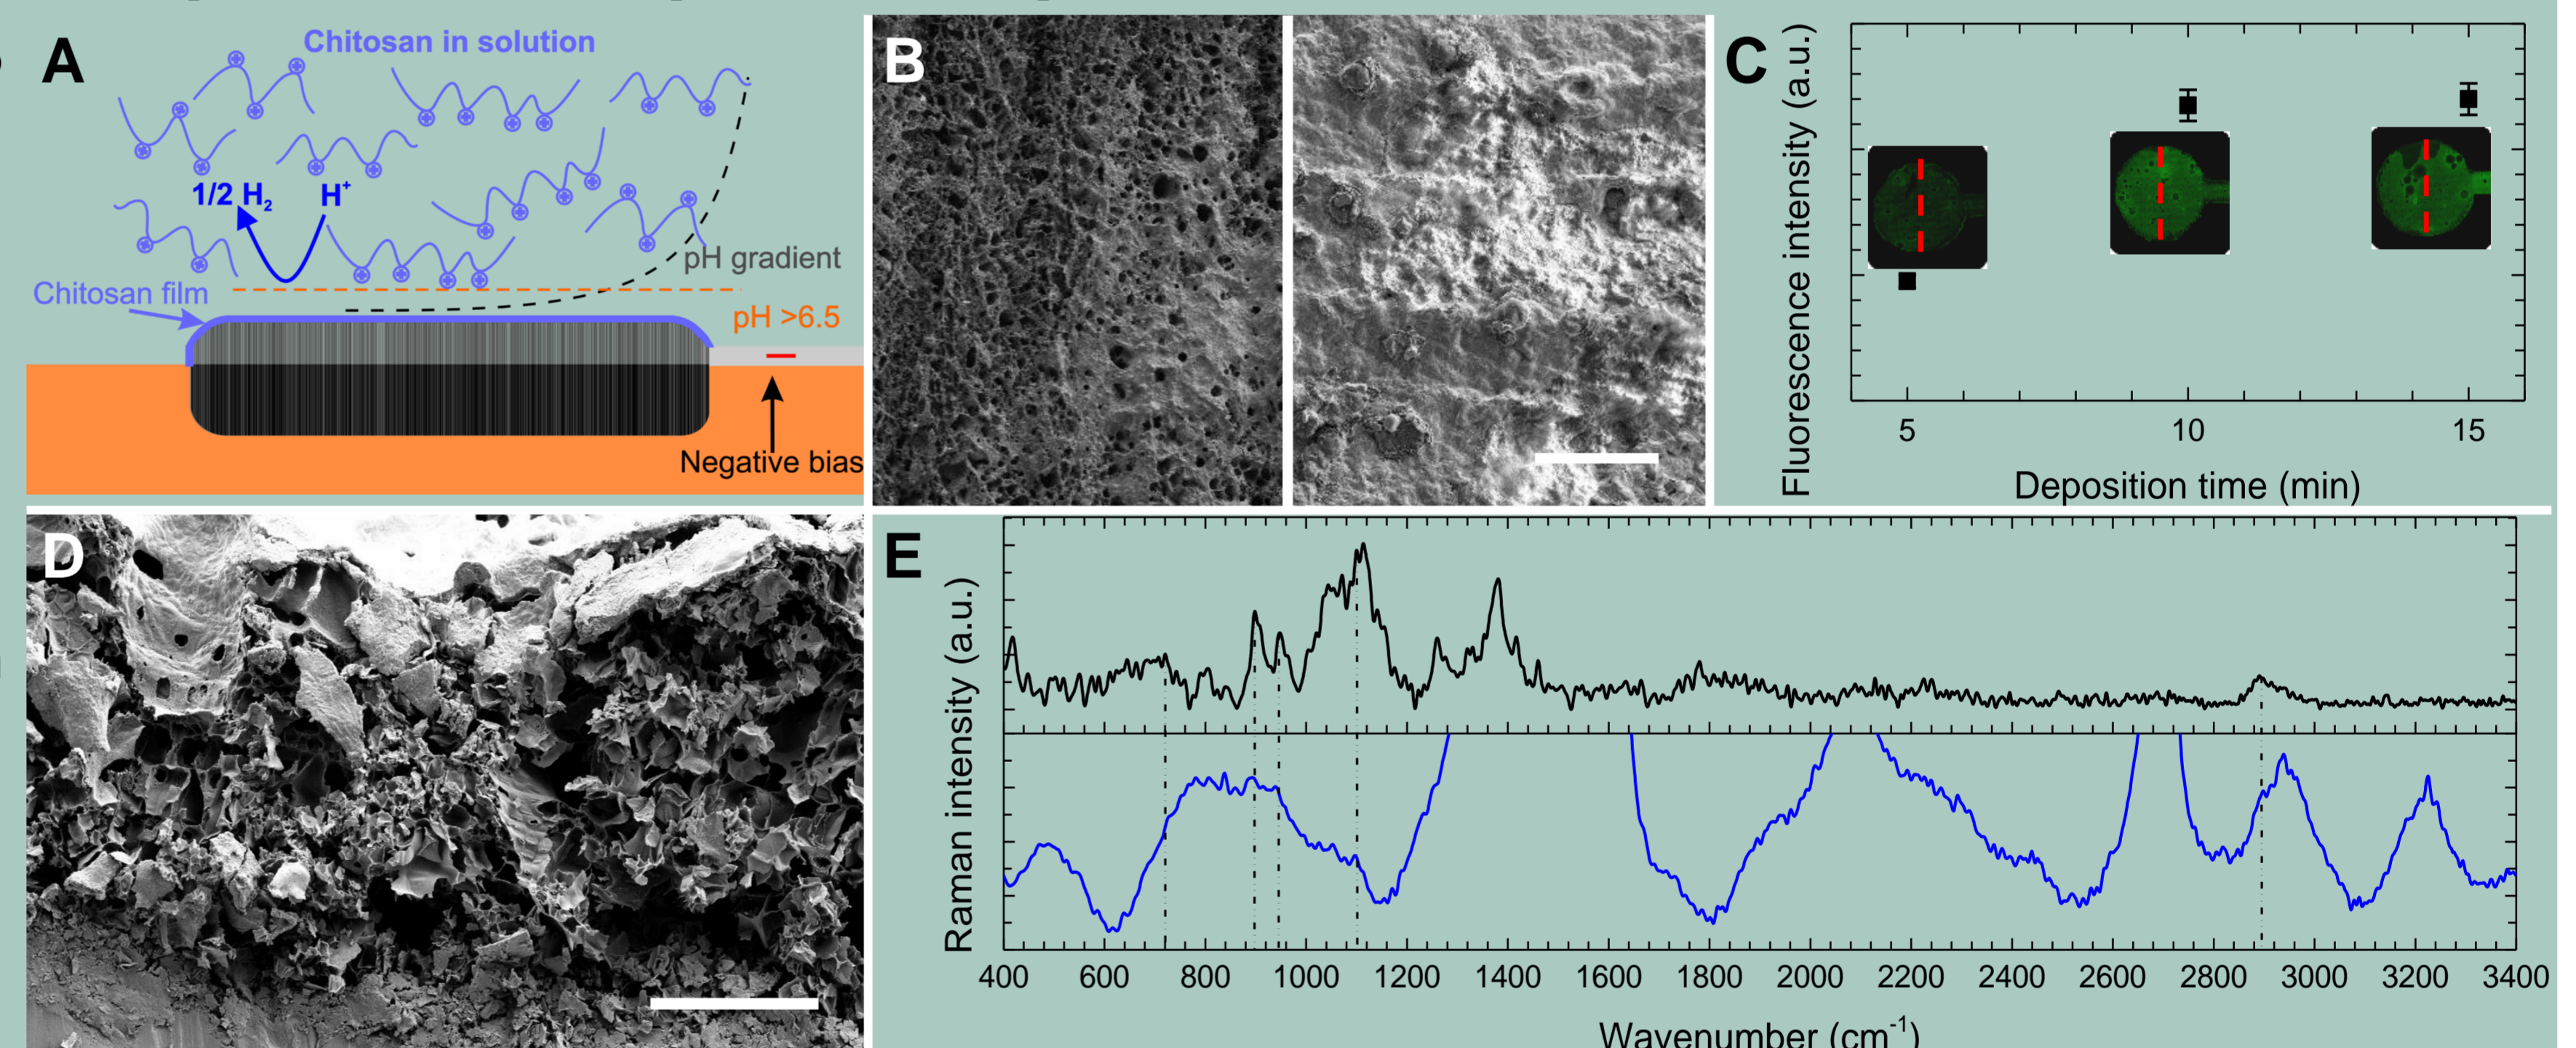 A
Chitosan in solution
1/2 H₂
H⁺
pH gradient
Chitosan film
pH >6.5
Negative bias
B
C
Fluorescence intensity (a.u.)
5 10 15
Deposition time (min)
D
E
Raman intensity (a.u.)
400 600 800 1000 1200 1400 1600 1800 2000 2200 2400 2600 2800 3000 3200 3400
Wavenumber (cm⁻¹)